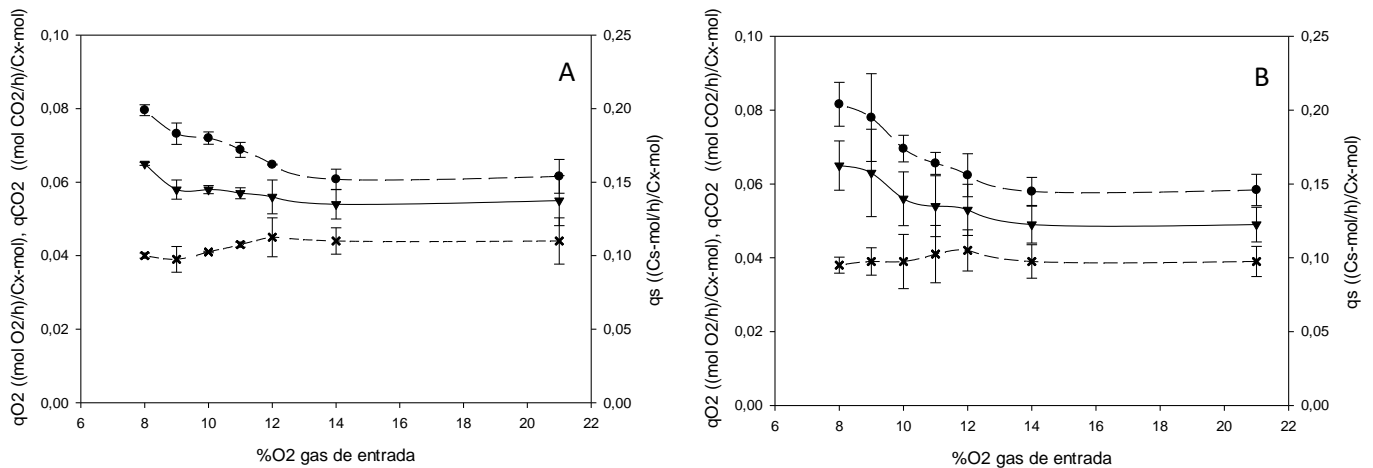 qO2 ((mol O2/h)/Cx-mol), qCO2 ((mol CO2/h)/Cx-mol)
0,10
0,08
0,06
0,04
0,02
0,00
A
0,25
0,20
0,15
0,10
0,05
0,00
qs ((Cs-mol/h)/Cx-mol)
6 8 10 12 14 16 18 20 22
%O2 gas de entrada
qO2 ((mol O2/h)/Cx-mol), qCO2 ((mol CO2/h)/Cx-mol)
0,10
0,08
0,06
0,04
0,02
0,00
B
0,25
0,20
0,15
0,10
0,05
0,00
qs ((Cs-mol/h)/Cx-mol)
6 8 10 12 14 16 18 20 22
%O2 gas de entrada